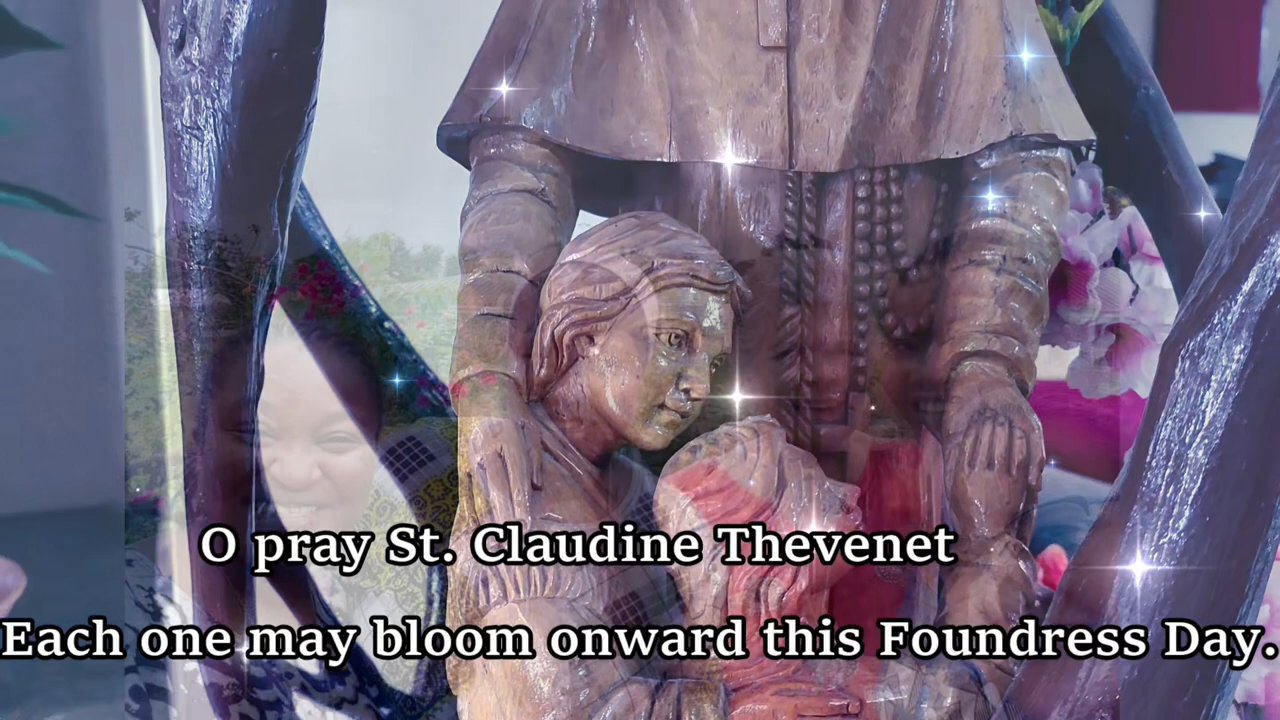 O pray St. Claudine Thevenet
Each one may bloom onward this Foundress Day.